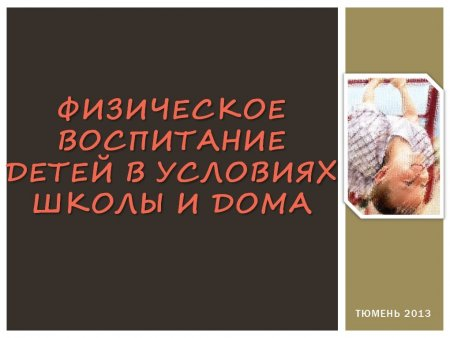 ФИЗИЧЕСКОЕ
ВОСПИТАНИЕ
ДЕТЕЙ В УСЛОВИЯХ
ШКОЛЫ И ДОМА
ТЮМЕНЬ 2013